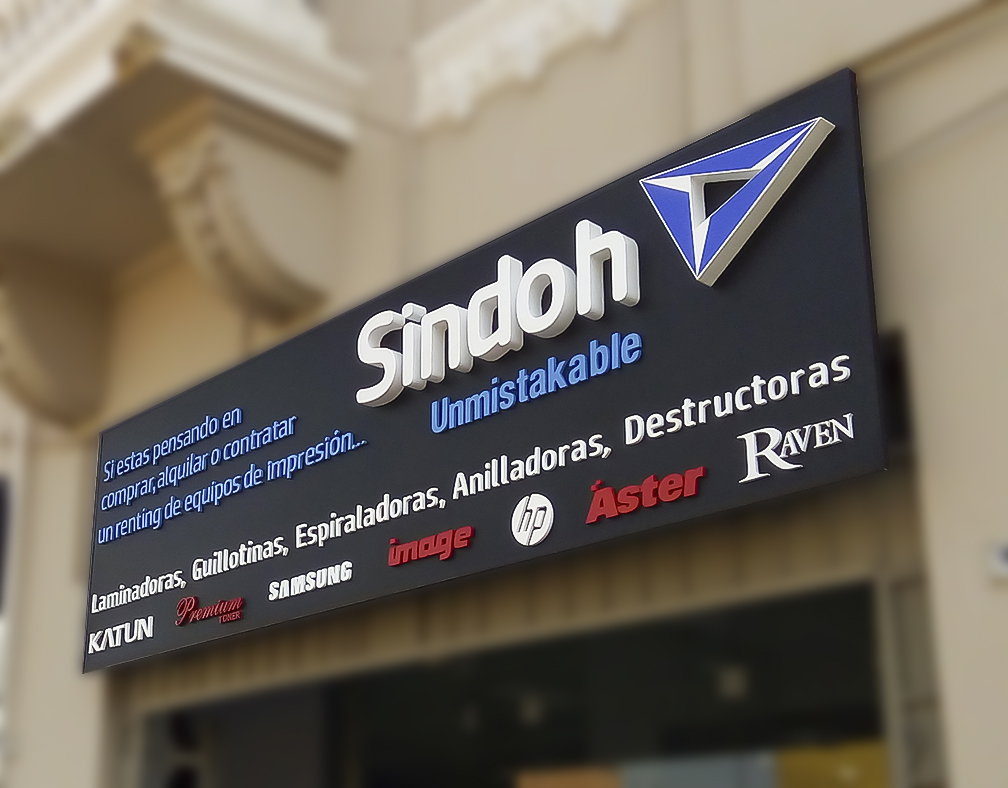 Sindoh
Unmistakable
Si estas pensando en
comprar, alquilar o contratar
un renting de equipos de impresión...
Laminadoras, Guillotinas, Espiraladoras, Anilladoras, Destructoras
KATUN Premium TONER SAMSUNG image hp Áster RAVEN